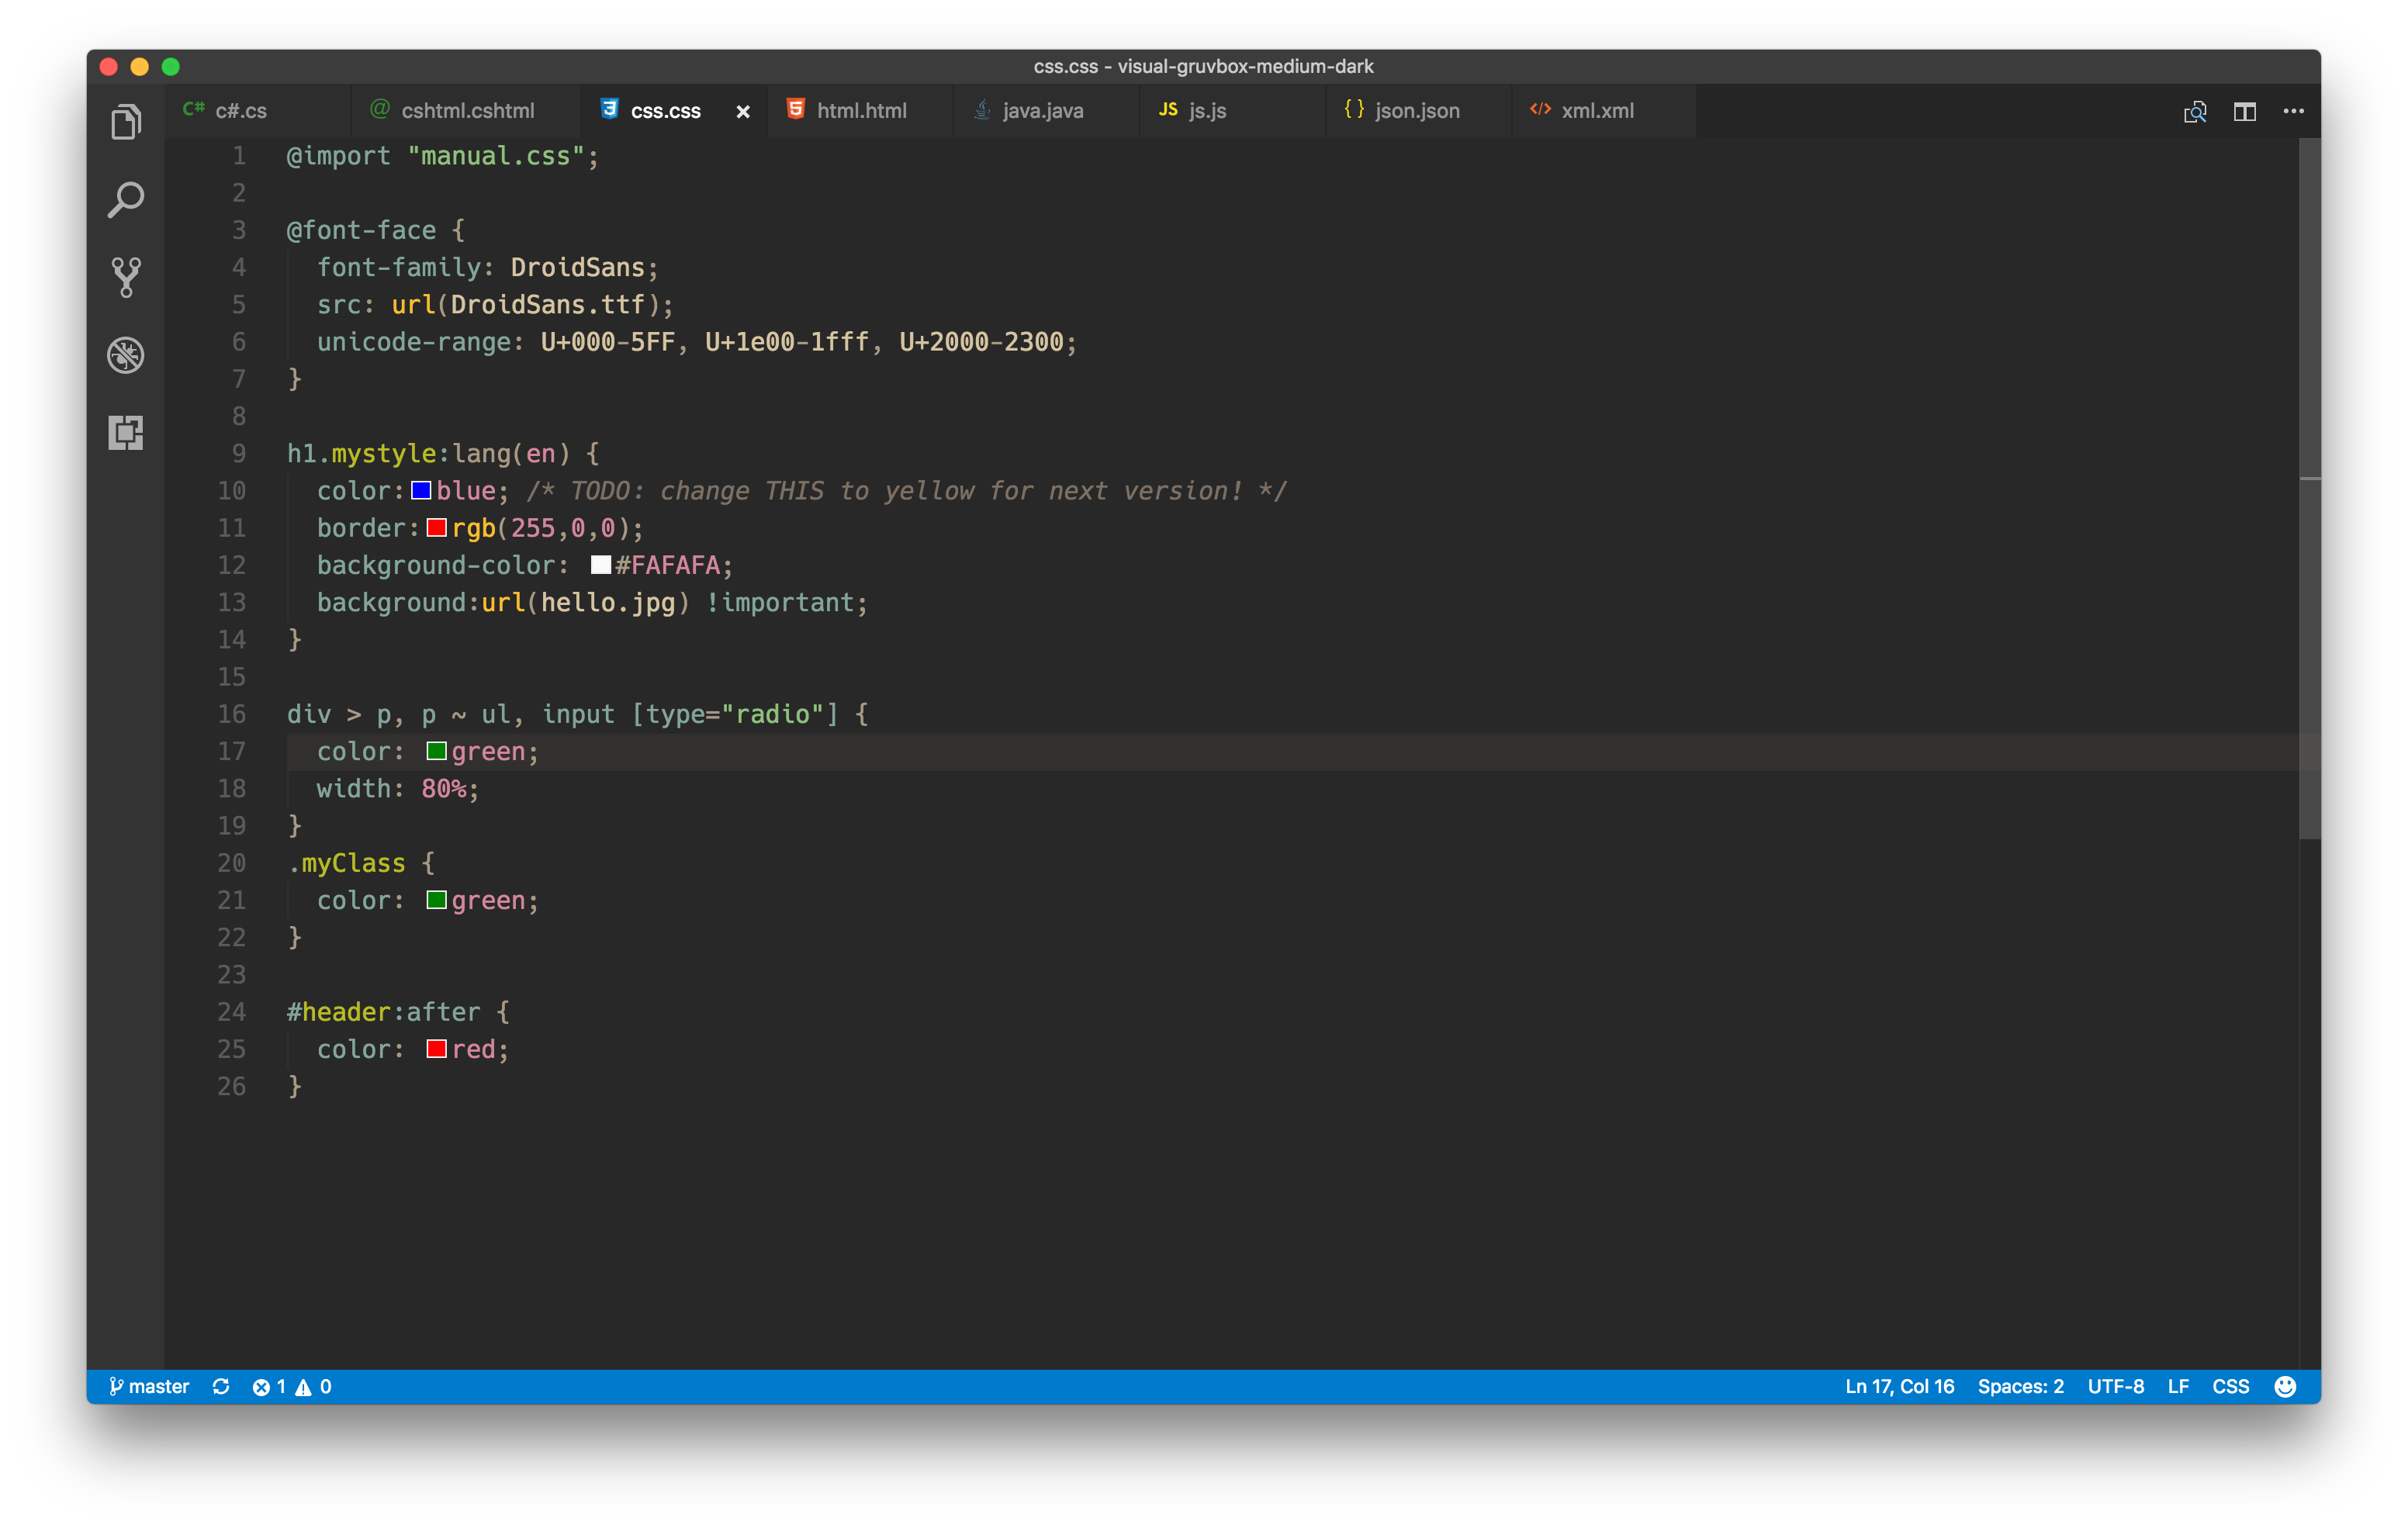 css.css - visual-gruvbox-medium-dark
C# c#.cs @ cshtml.cshtml 3 css.css × 5 html.html java.java JS js.js { } json.json </> xml.xml
1 @import "manual.css";
2
3 @font-face {
4 font-family: DroidSans;
5 src: url(DroidSans.ttf);
6 unicode-range: U+000-5FF, U+1e00-1fff, U+2000-2300;
7 }
8
9 h1.mystyle:lang(en) {
10 color:blue; /* TODO: change THIS to yellow for next version! */
11 border:rgb(255,0,0);
12 background-color: #FAFAFA;
13 background:url(hello.jpg) !important;
14 }
15
16 div > p, p ~ ul, input [type="radio"] {
17 color: green;
18 width: 80%;
19 }
20 .myClass {
21 color: green;
22 }
23
24 #header:after {
25 color: red;
26 }
master 1 0 Ln 17, Col 16 Spaces: 2 UTF-8 LF CSS